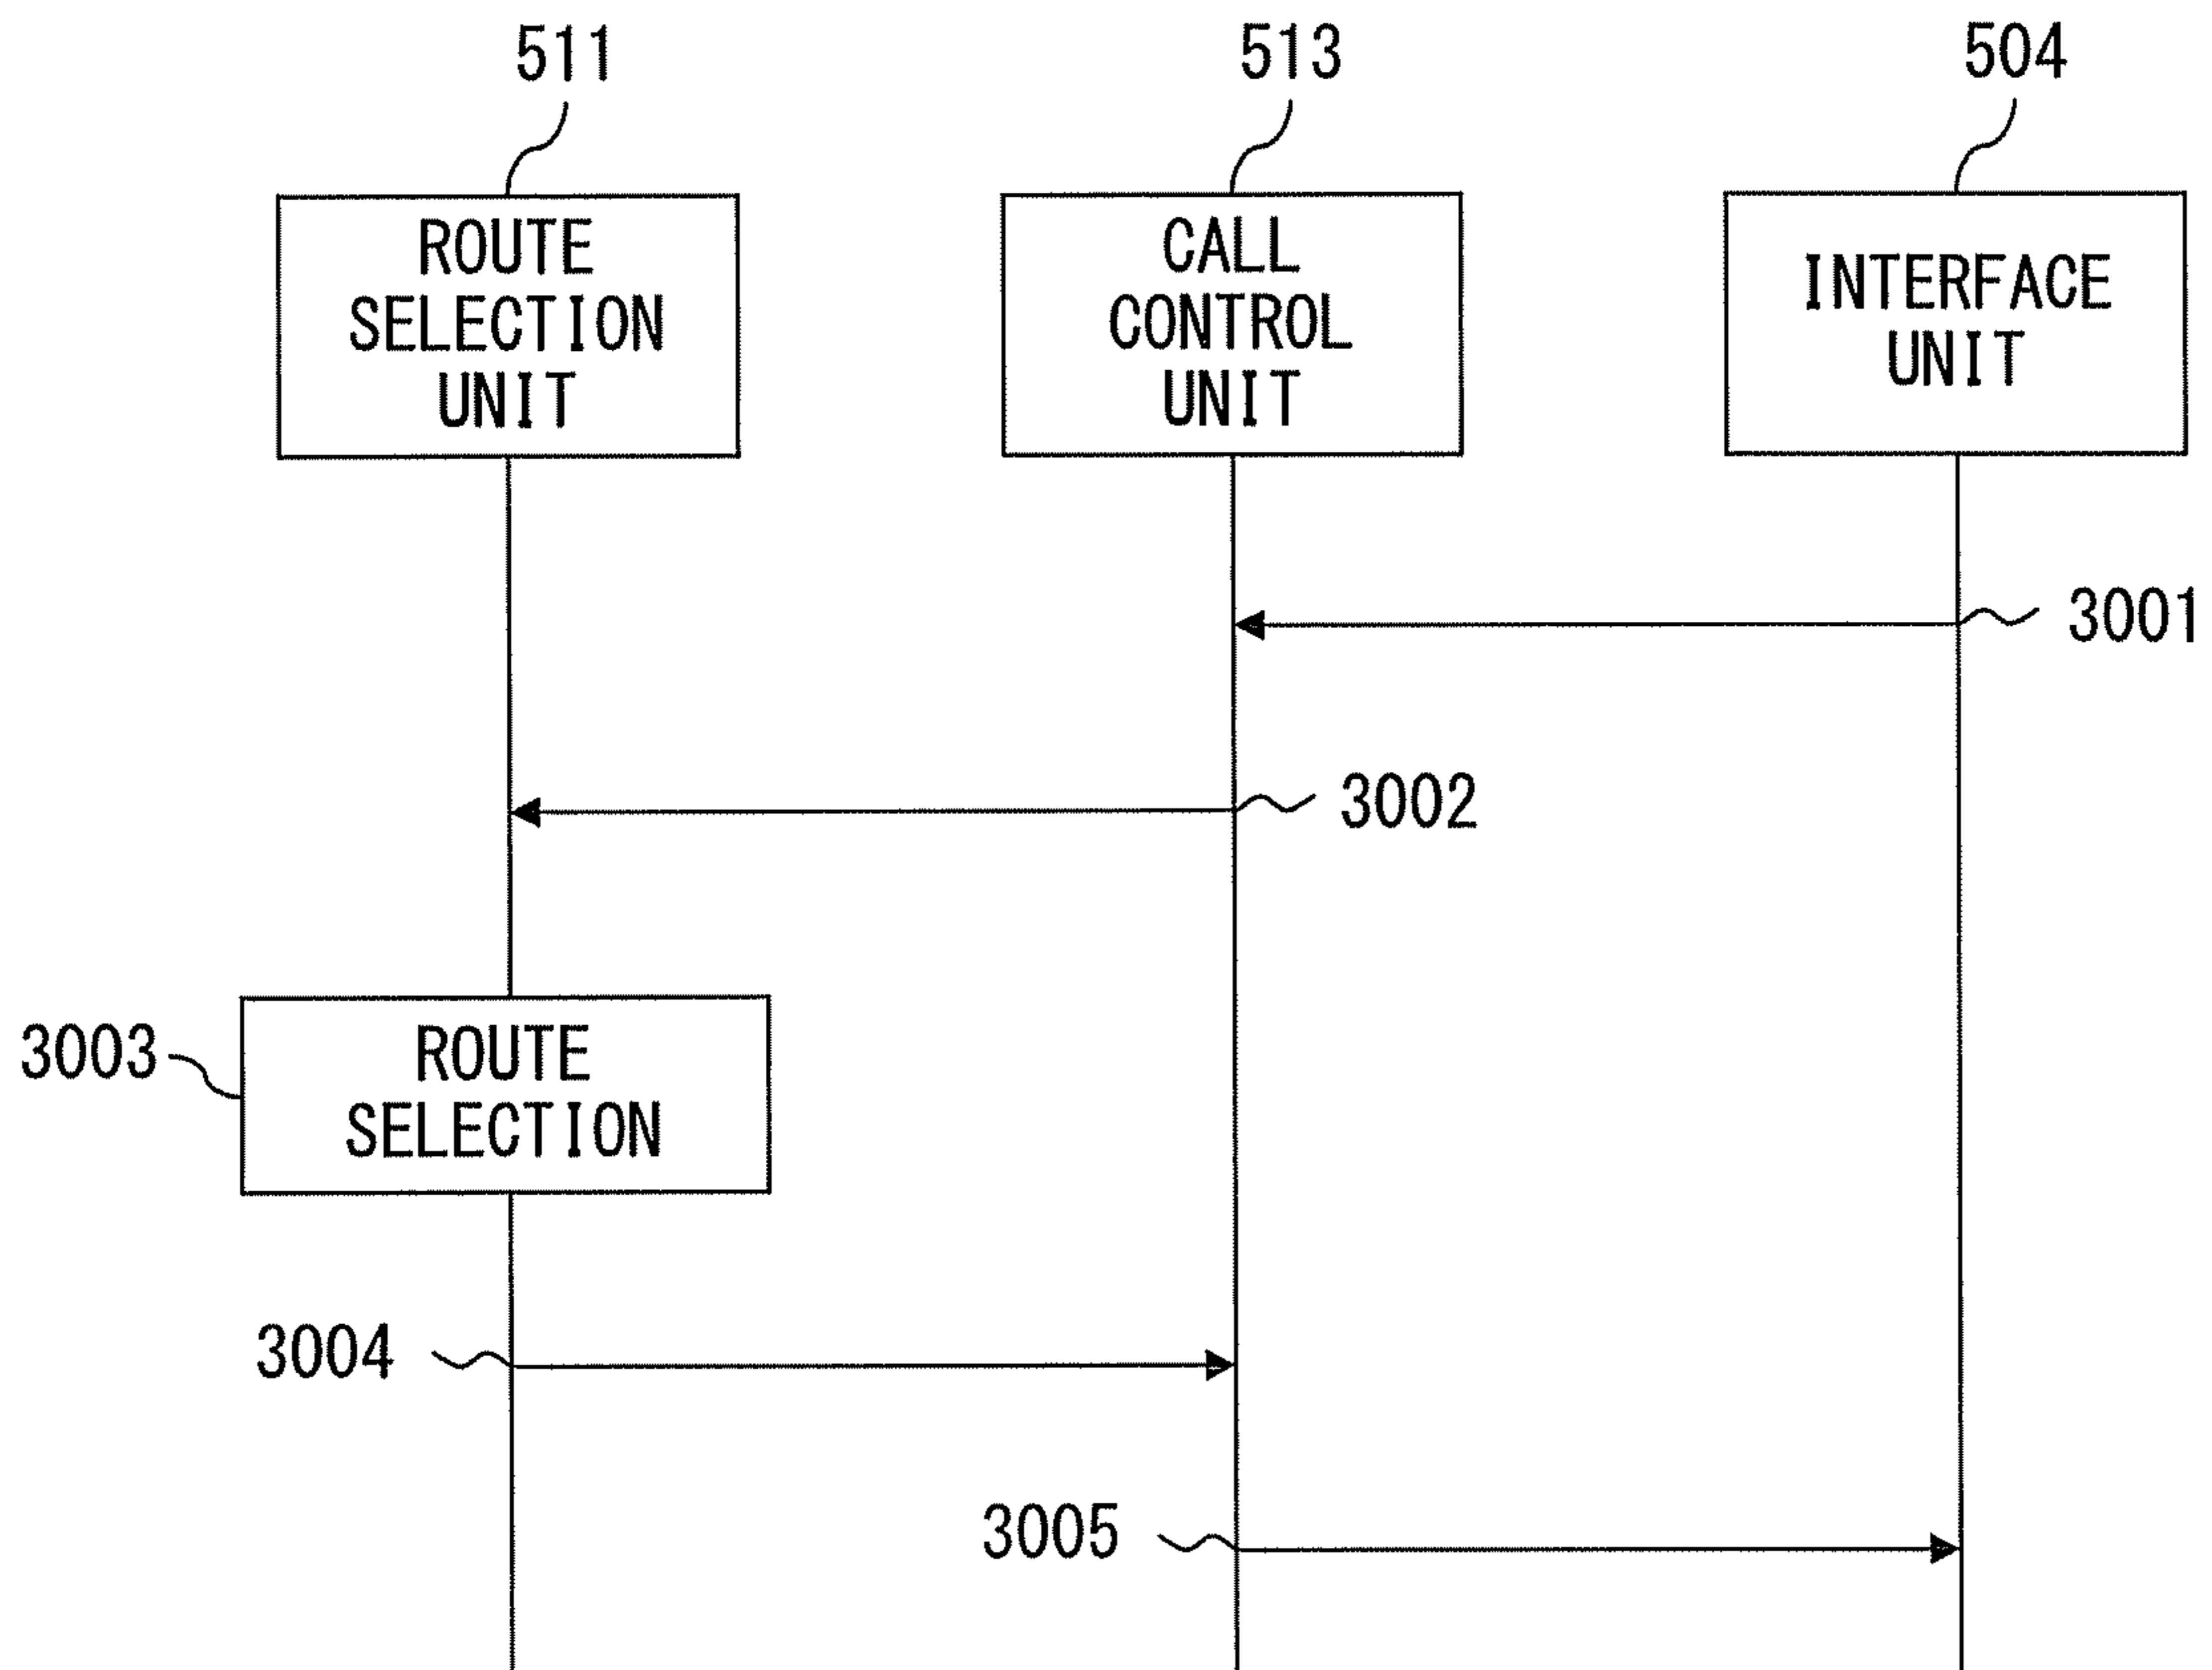 511
513
504
ROUTE
SELECTION
UNIT
CALL
CONTROL
UNIT
INTERFACE
UNIT
3001
3002
3003
ROUTE
SELECTION
3004
3005